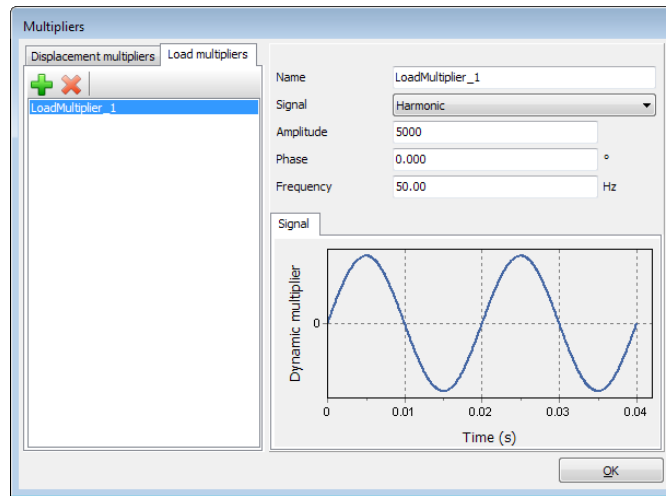 Multipliers
Displacement multipliers
Load multipliers
LoadMultiplier_1
Name
LoadMultiplier_1
Signal
Harmonic
Amplitude
5000
Phase
0.000
°
Frequency
50.00
Hz
Signal
Dynamic multiplier
0
0
0.01
0.02
0.03
0.04
Time (s)
OK